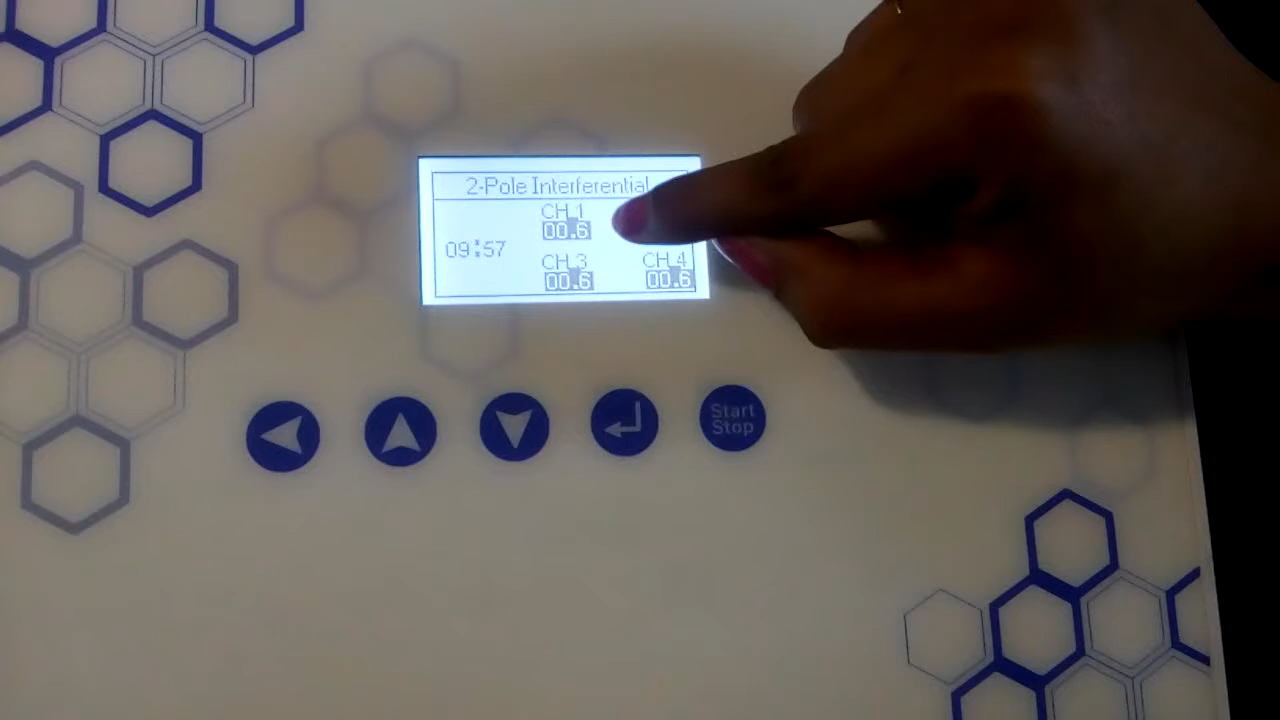 2-Pole Interferential
CH 1
00.6
09:57
CH 3 CH 4
00.6 00.6
Start
Stop